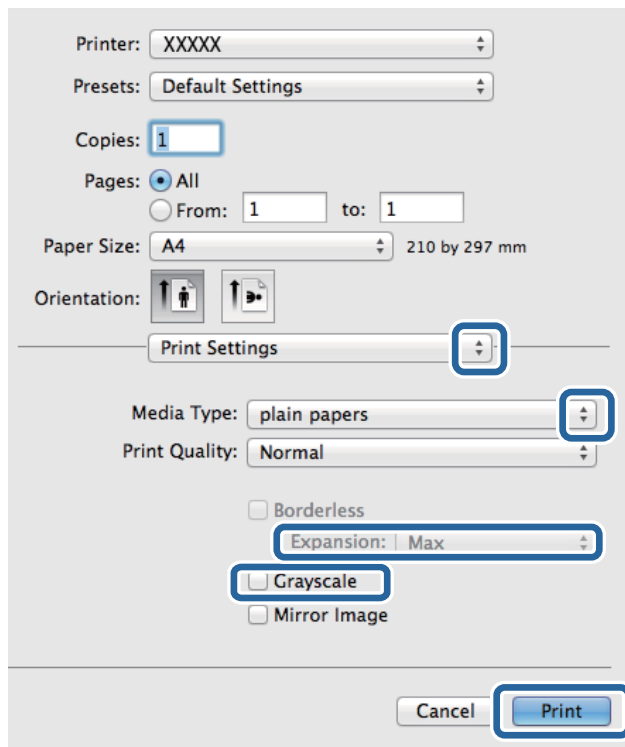 Printer: XXXXX
Presets: Default Settings
Copies: 1
Pages: All
From: 1 to: 1
Paper Size: A4 210 by 297 mm
Orientation:
Print Settings
Media Type: plain papers
Print Quality: Normal
Borderless
Expansion: Max
Grayscale
Mirror Image
Cancel Print